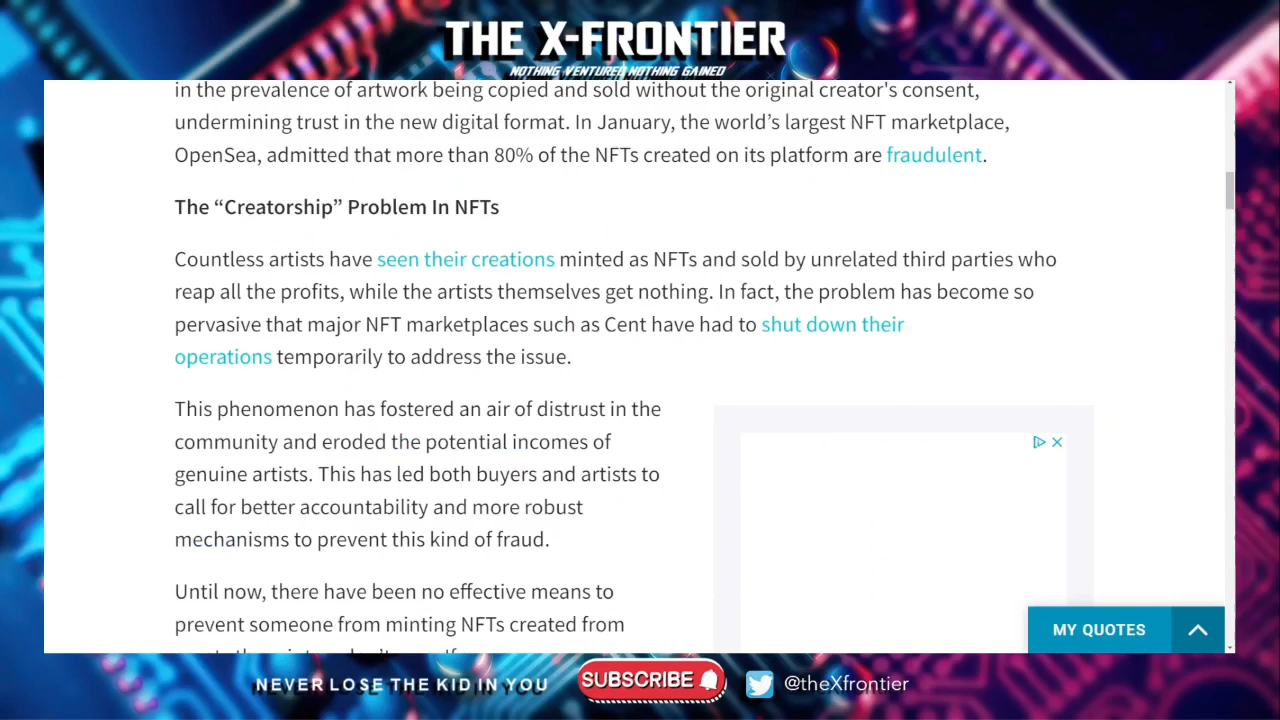 THE X-FRONTIER
NOTHING VENTURED NOTHING GAINED
in the prevalence of artwork being copied and sold without the original creator's consent,
undermining trust in the new digital format. In January, the world’s largest NFT marketplace,
OpenSea, admitted that more than 80% of the NFTs created on its platform are fraudulent.
The “Creatorship” Problem In NFTs
Countless artists have seen their creations minted as NFTs and sold by unrelated third parties who
reap all the profits, while the artists themselves get nothing. In fact, the problem has become so
pervasive that major NFT marketplaces such as Cent have had to shut down their
operations temporarily to address the issue.
This phenomenon has fostered an air of distrust in the
community and eroded the potential incomes of
genuine artists. This has led both buyers and artists to
call for better accountability and more robust
mechanisms to prevent this kind of fraud.
Until now, there have been no effective means to
prevent someone from minting NFTs created from
MY QUOTES
NEVER LOSE THE KID IN YOU
SUBSCRIBE
@theXfrontier